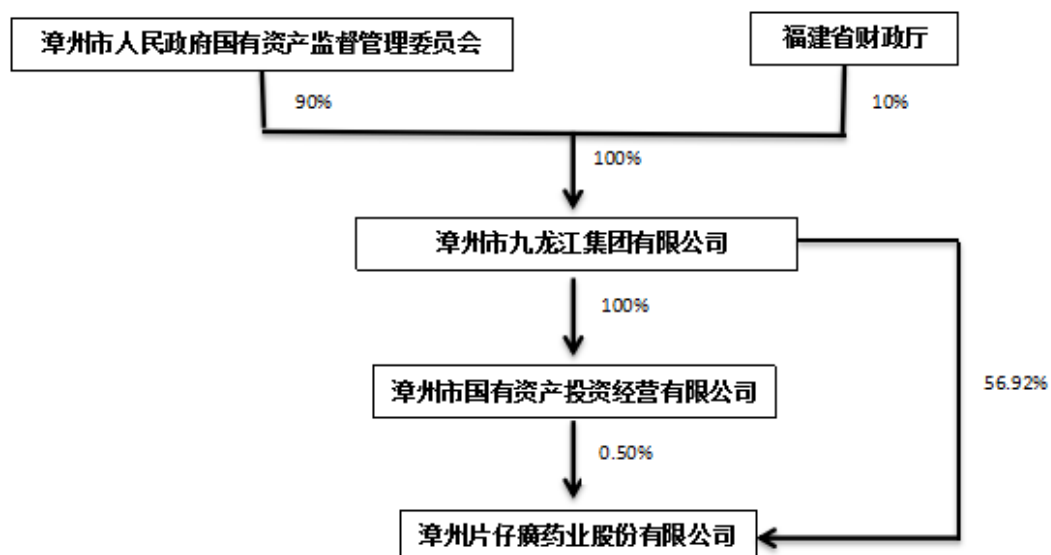 漳州市人民政府国有资产监督管理委员会
福建省财政厅
90%
10%
100%
漳州市九龙江集团有限公司
100%
漳州市国有资产投资经营有限公司
56.92%
0.50%
漳州片仔癀药业股份有限公司